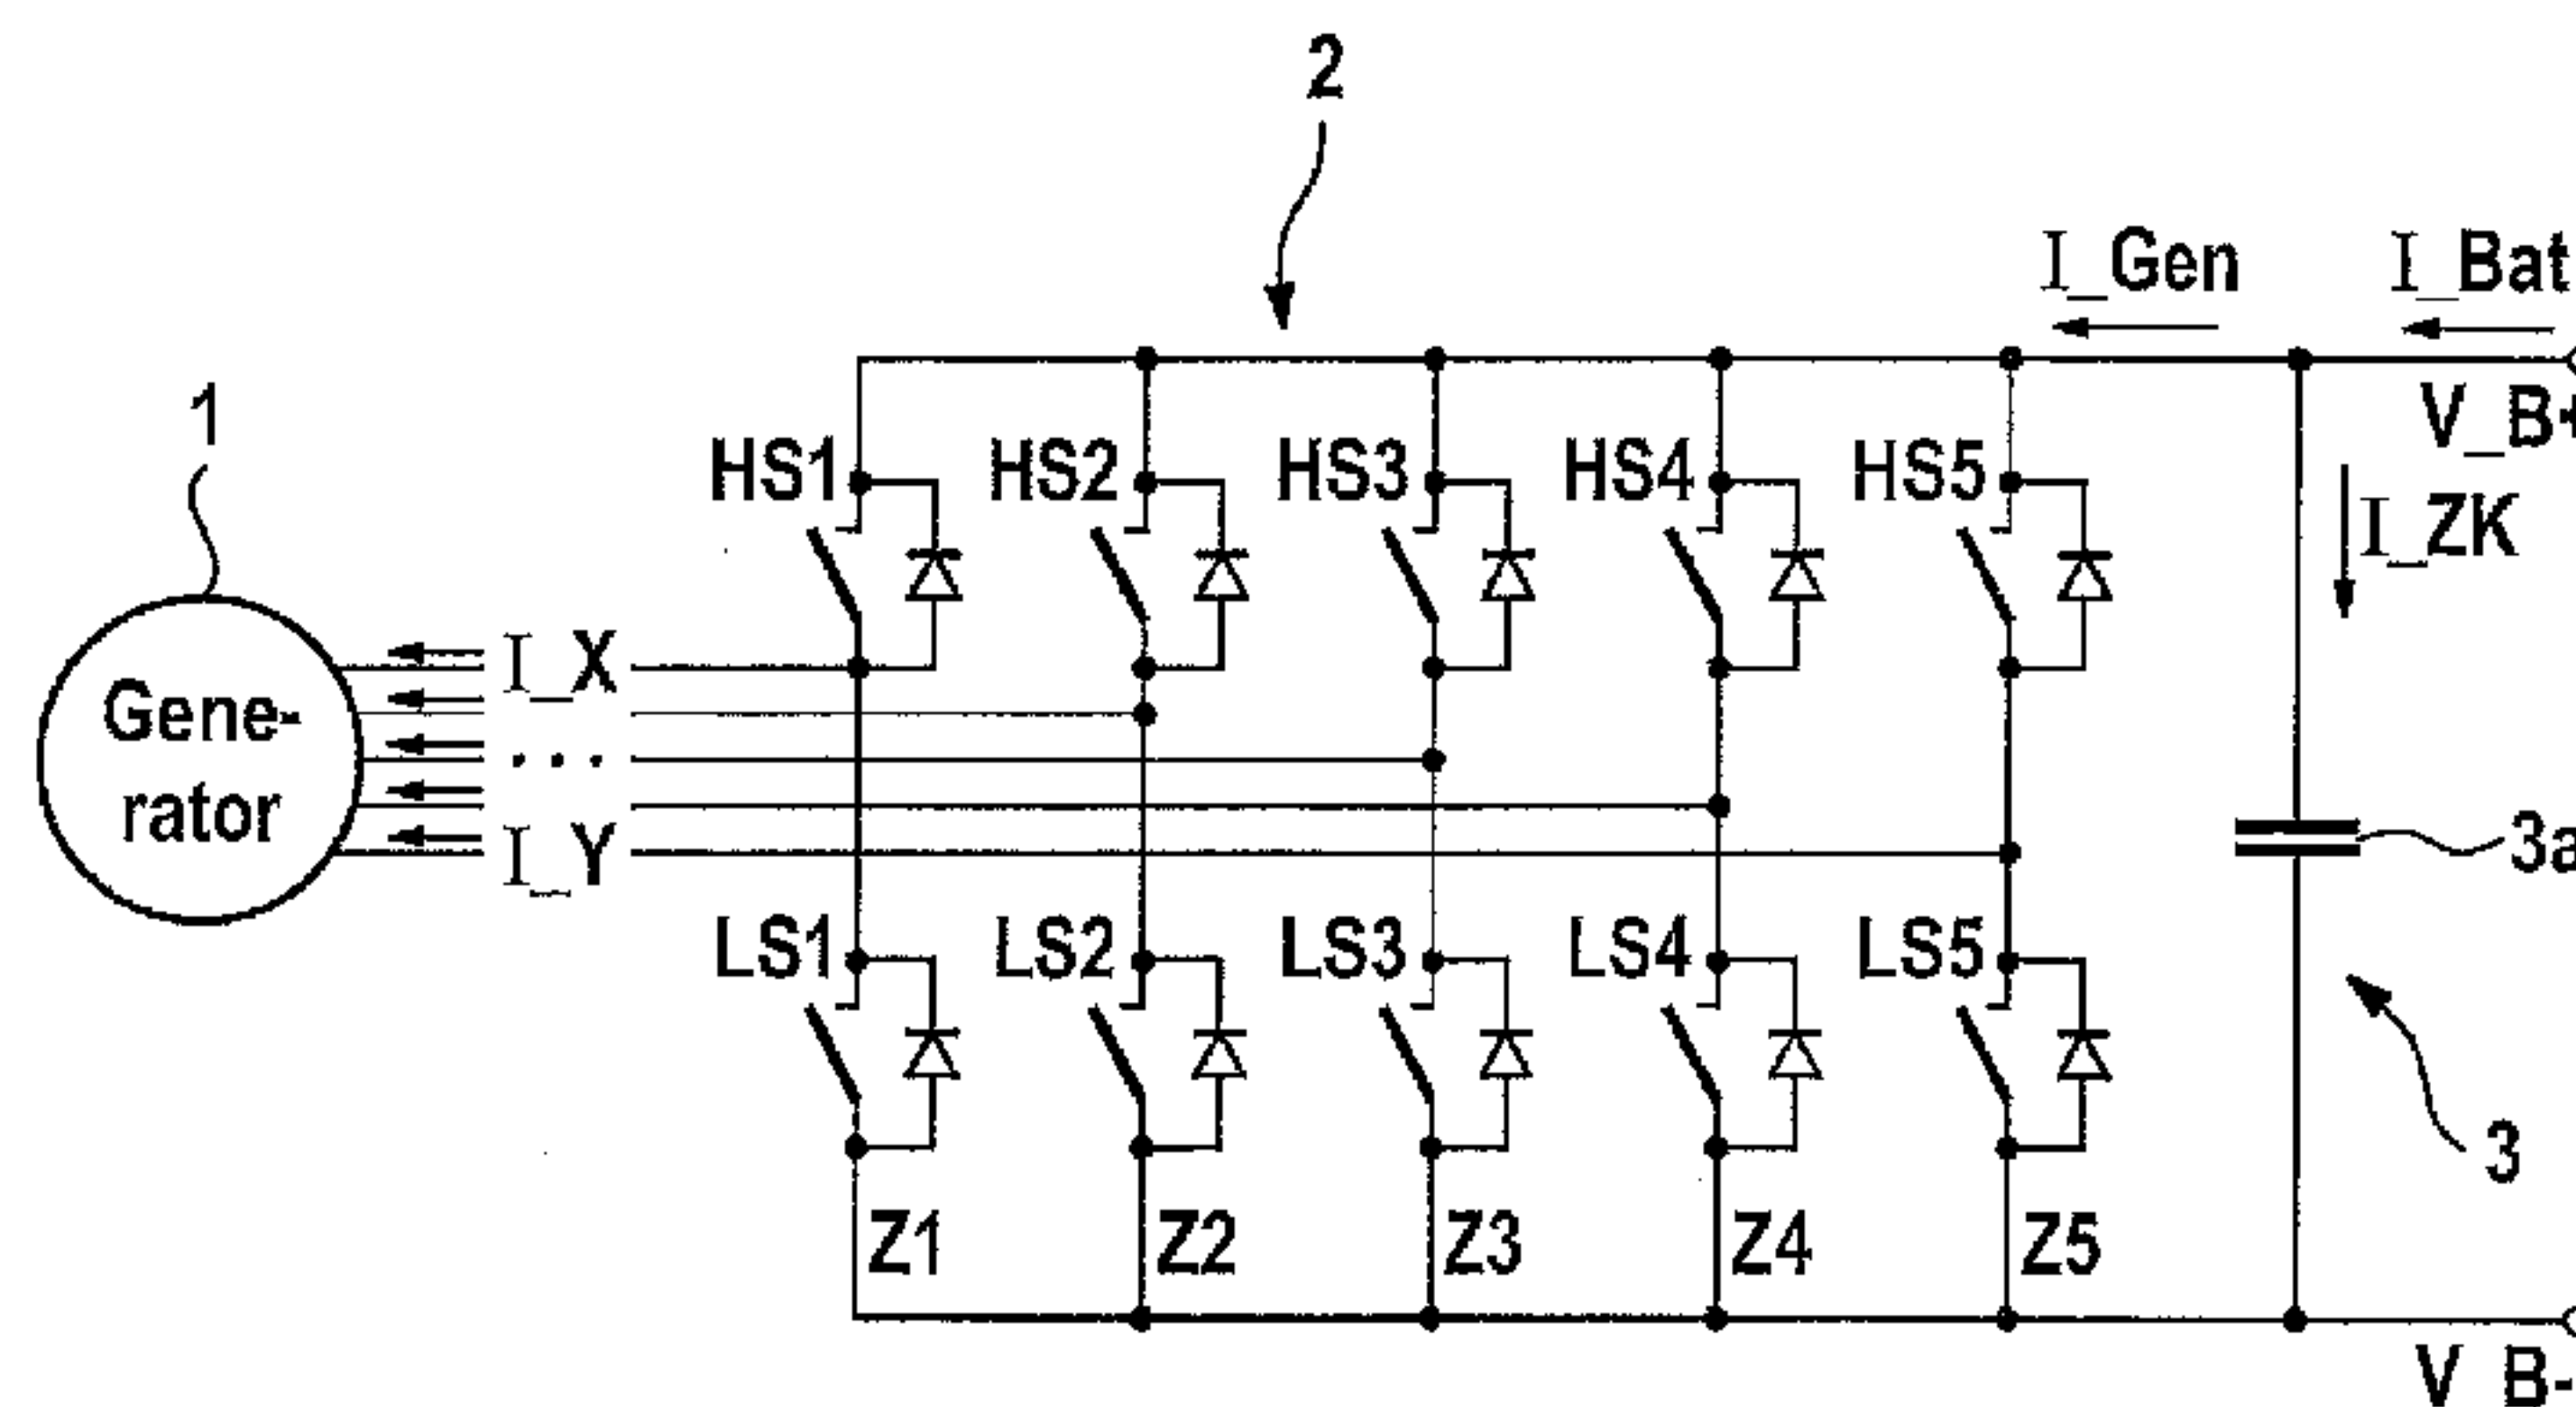 2
I_Gen
I_Bat
1
V_B+
HS1
HS2
HS3
HS4
HS5
I_ZK
I_X
Gene-
rator
...
I_Y
3a
LS1
LS2
LS3
LS4
LS5
3
Z1
Z2
Z3
Z4
Z5
V_B-